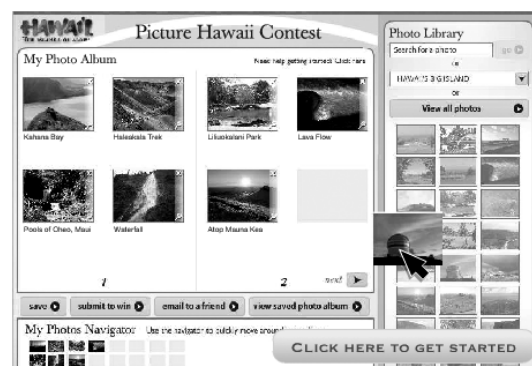 HAWAII
Picture Hawaii Contest
My Photo Album
Need help getting started? Click here
Kahana Bay
Haleakala Trek
Liliuokalani Park
Lava Flow
Pools of Oheo, Maui
Waterfall
Atop Mauna Kea
1
2
next
save
submit to win
email to a friend
view saved photo album
My Photos Navigator
Use the navigator to quickly move around
Photo Library
Search for a photo
go
or
HAWAII'S BIG ISLAND
or
View all photos
CLICK HERE TO GET STARTED